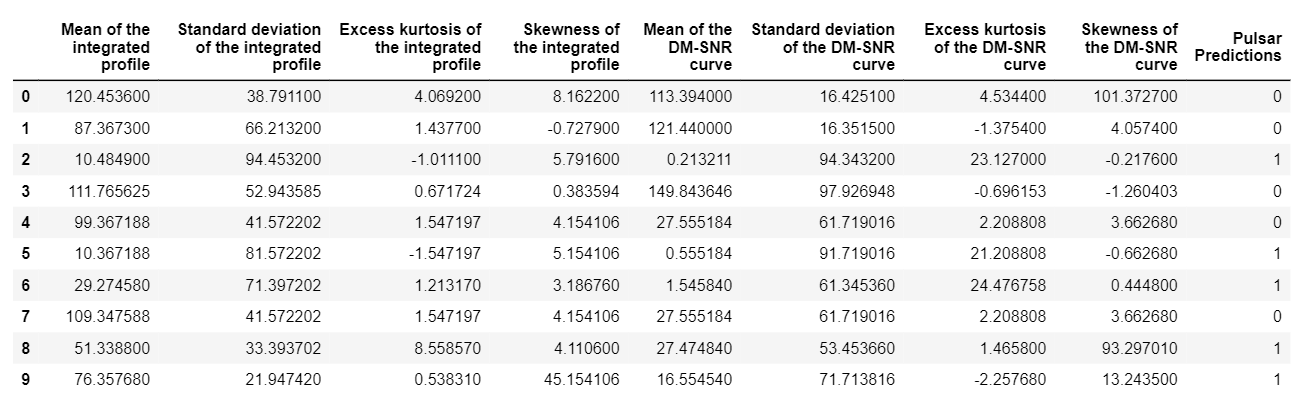 Mean of the integrated profile Standard deviation of the integrated profile Excess kurtosis of the integrated profile Skewness of the integrated profile Mean of the DM-SNR curve Standard deviation of the DM-SNR curve Excess kurtosis of the DM-SNR curve Skewness of the DM-SNR curve Pulsar Predictions
0 120.453600 38.791100 4.069200 8.162200 113.394000 16.425100 4.534400 101.372700 0
1 87.367300 66.213200 1.437700 -0.727900 121.440000 16.351500 -1.375400 4.057400 0
2 10.484900 94.453200 -1.011100 5.791600 0.213211 94.343200 23.127000 -0.217600 1
3 111.765625 52.943585 0.671724 0.383594 149.843646 97.926948 -0.696153 -1.260403 0
4 99.367188 41.572202 1.547197 4.154106 27.555184 61.719016 2.208808 3.662680 0
5 10.367188 81.572202 -1.547197 5.154106 0.555184 91.719016 21.208808 -0.662680 1
6 29.274580 71.397202 1.213170 3.186760 1.545840 61.345360 24.476758 0.444800 1
7 109.347588 41.572202 1.547197 4.154106 27.555184 61.719016 2.208808 3.662680 0
8 51.338800 33.393702 8.558570 4.110600 27.474840 53.453660 1.465800 93.297010 1
9 76.357680 21.947420 0.538310 45.154106 16.554540 71.713816 -2.257680 13.243500 1